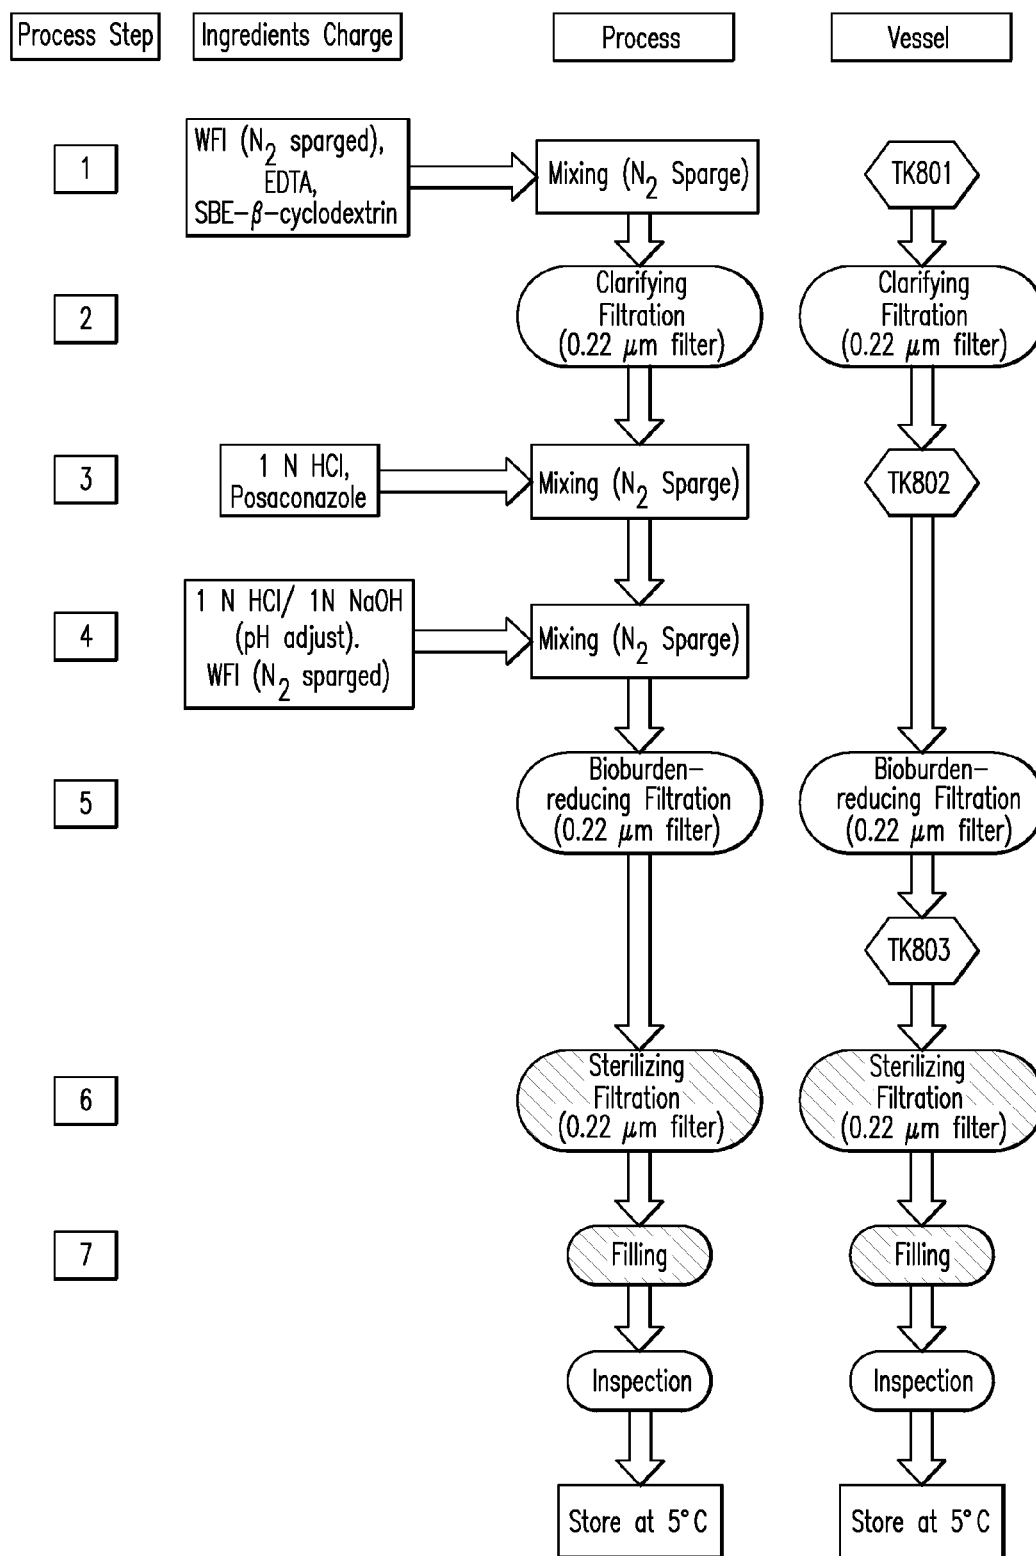 Process Step
Ingredients Charge
Process
Vessel
1
WFI (N2 sparged),
EDTA,
SBE-β-cyclodextrin
Mixing (N2 Sparge)
TK801
2
Clarifying
Filtration
(0.22 μm filter)
Clarifying
Filtration
(0.22 μm filter)
3
1 N HCl,
Posaconazole
Mixing (N2 Sparge)
TK802
4
1 N HCl/ 1N NaOH
(pH adjust).
WFI (N2 sparged)
Mixing (N2 Sparge)
5
Bioburden-
reducing Filtration
(0.22 μm filter)
Bioburden-
reducing Filtration
(0.22 μm filter)
TK803
6
Sterilizing
Filtration
(0.22 μm filter)
Sterilizing
Filtration
(0.22 μm filter)
7
Filling
Filling
Inspection
Inspection
Store at 5°C
Store at 5°C